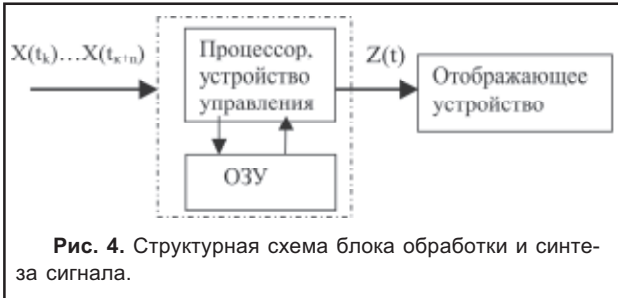 X(tₖ)…X(tₖ₊ₙ)
Процессор,
устройство
управления
Z(t)
Отображающее
устройство
ОЗУ
Рис. 4. Структурная схема блока обработки и синте-
за сигнала.